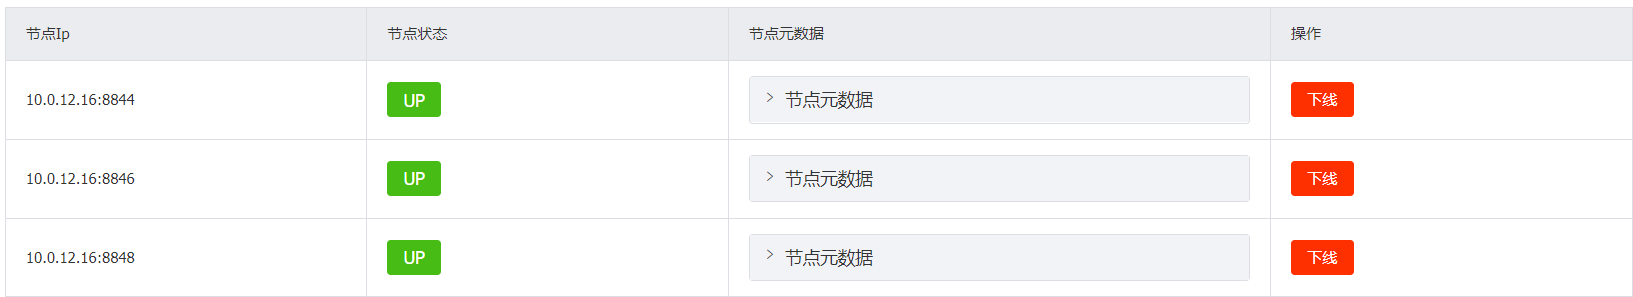 节点Ip 节点状态 节点元数据 操作
10.0.12.16:8844 UP 节点元数据 下线
10.0.12.16:8846 UP 节点元数据 下线
10.0.12.16:8848 UP 节点元数据 下线